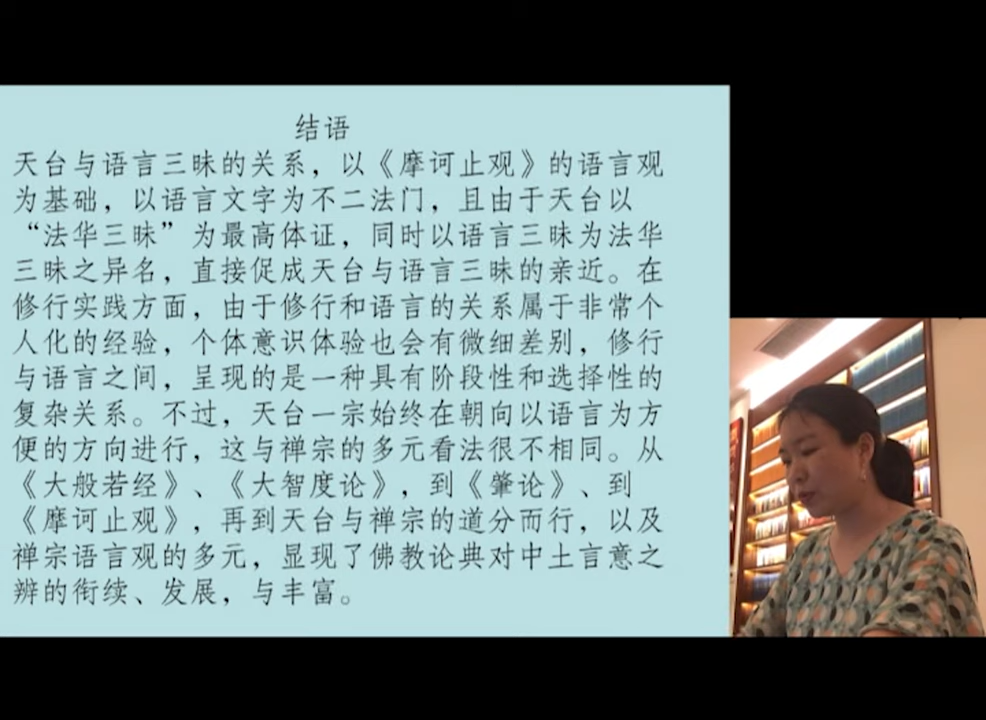 结语
天台与语言三昧的关系，以《摩诃止观》的语言观
为基础，以语言文字为不二法门，且由于天台以
“法华三昧”为最高体证，同时以语言三昧为法华
三昧之异名，直接促成天台与语言三昧的亲近。在
修行实践方面，由于修行和语言的关系属于非常个
人化的经验，个体意识体验也会有微细差别，修行
与语言之间，呈现的是一种具有阶段性和选择性的
复杂关系。不过，天台一宗始终在朝向以语言为方
便的方向进行，这与禅宗的多元看法很不相同。从
《大般若经》、《大智度论》，到《肇论》、到
《摩诃止观》，再到天台与禅宗的道分而行，以及
禅宗语言观的多元，显现了佛教论典对中土言意之
辨的衔续、发展，与丰富。